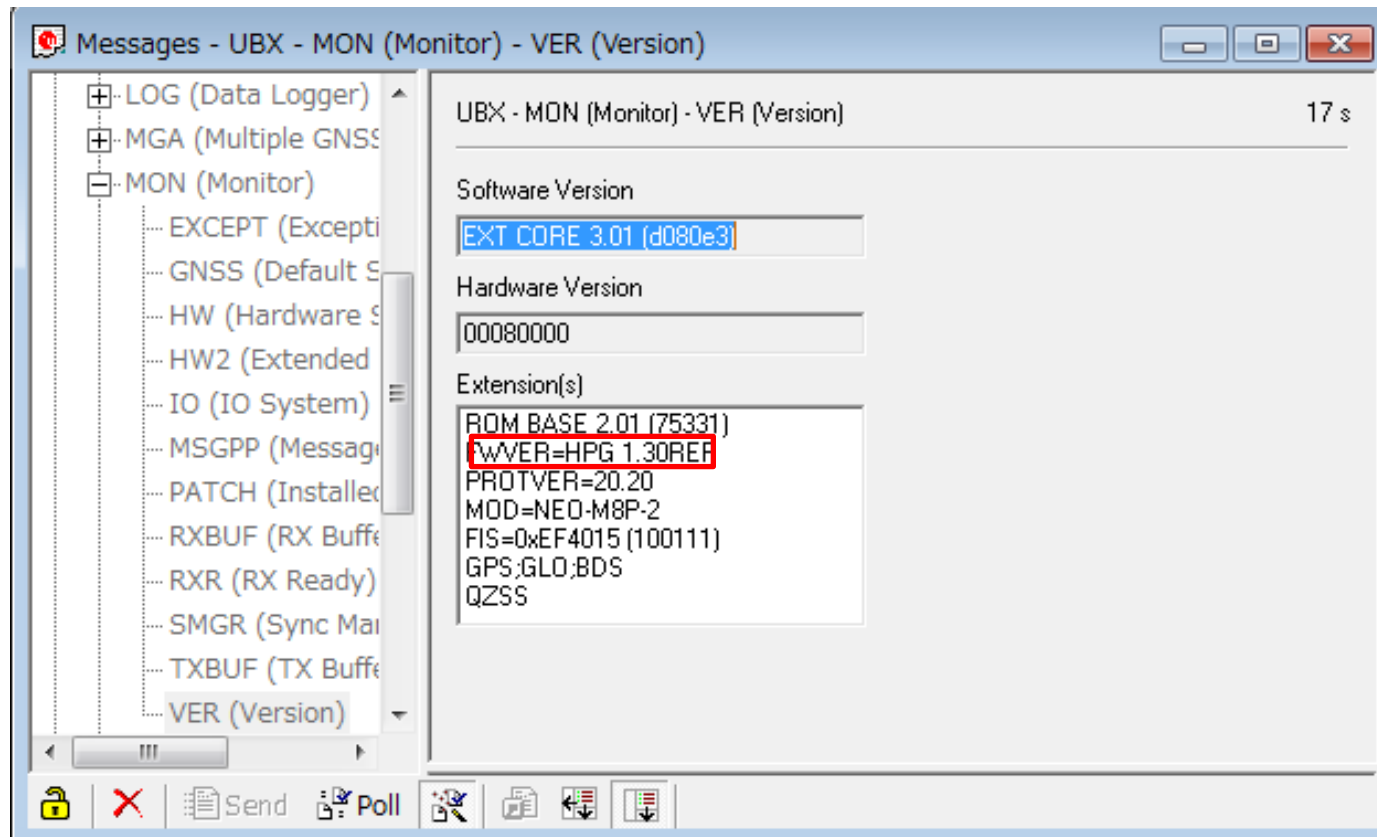 Messages - UBX - MON (Monitor) - VER (Version)
LOG (Data Logger)
MGA (Multiple GNSS
MON (Monitor)
EXCEPT (Excepti
GNSS (Default S
HW (Hardware S
HW2 (Extended
IO (IO System)
MSGPP (Message
PATCH (Installed
RXBUF (RX Buffe
RXR (RX Ready)
SMGR (Sync Man
TXBUF (TX Buffe
VER (Version)
UBX - MON (Monitor) - VER (Version) 17 s
Software Version
EXT CORE 3.01 (d080e3)
Hardware Version
00080000
Extension(s)
ROM BASE 2.01 (75331)
FWVER=HPG 1.30REF
PROTVER=20.20
MOD=NEO-M8P-2
FIS=0xEF4015 (100111)
GPS;GLO;BDS
QZSS
Send Poll